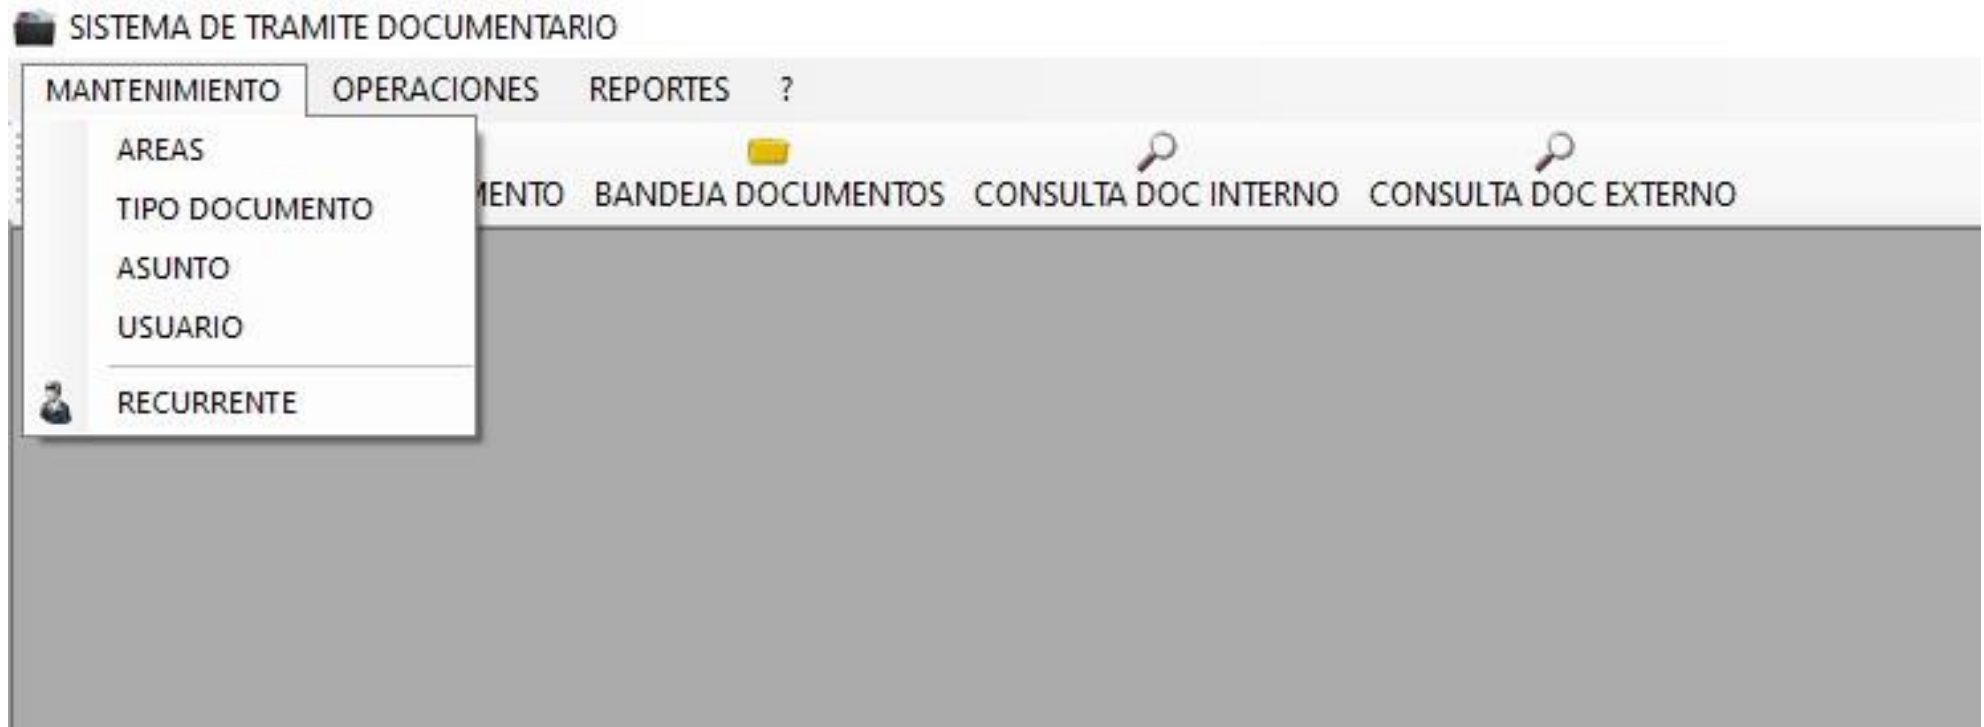 SISTEMA DE TRAMITE DOCUMENTARIO
MANTENIMIENTO OPERACIONES REPORTES ?
AREAS
TIPO DOCUMENTO
ASUNTO
USUARIO
RECURRENTE
BANDEJA DOCUMENTOS CONSULTA DOC INTERNO CONSULTA DOC EXTERNO